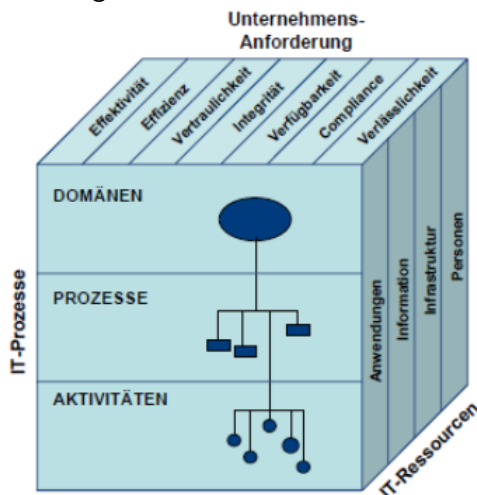 Unternehmens-
Anforderung
Effektivität
Effizienz
Vertraulichkeit
Integrität
Verfügbarkeit
Compliance
Verlässlichkeit
IT-Prozesse
DOMÄNEN
PROZESSE
AKTIVITÄTEN
Anwendungen
Information
Infrastruktur
Personen
IT-Ressourcen